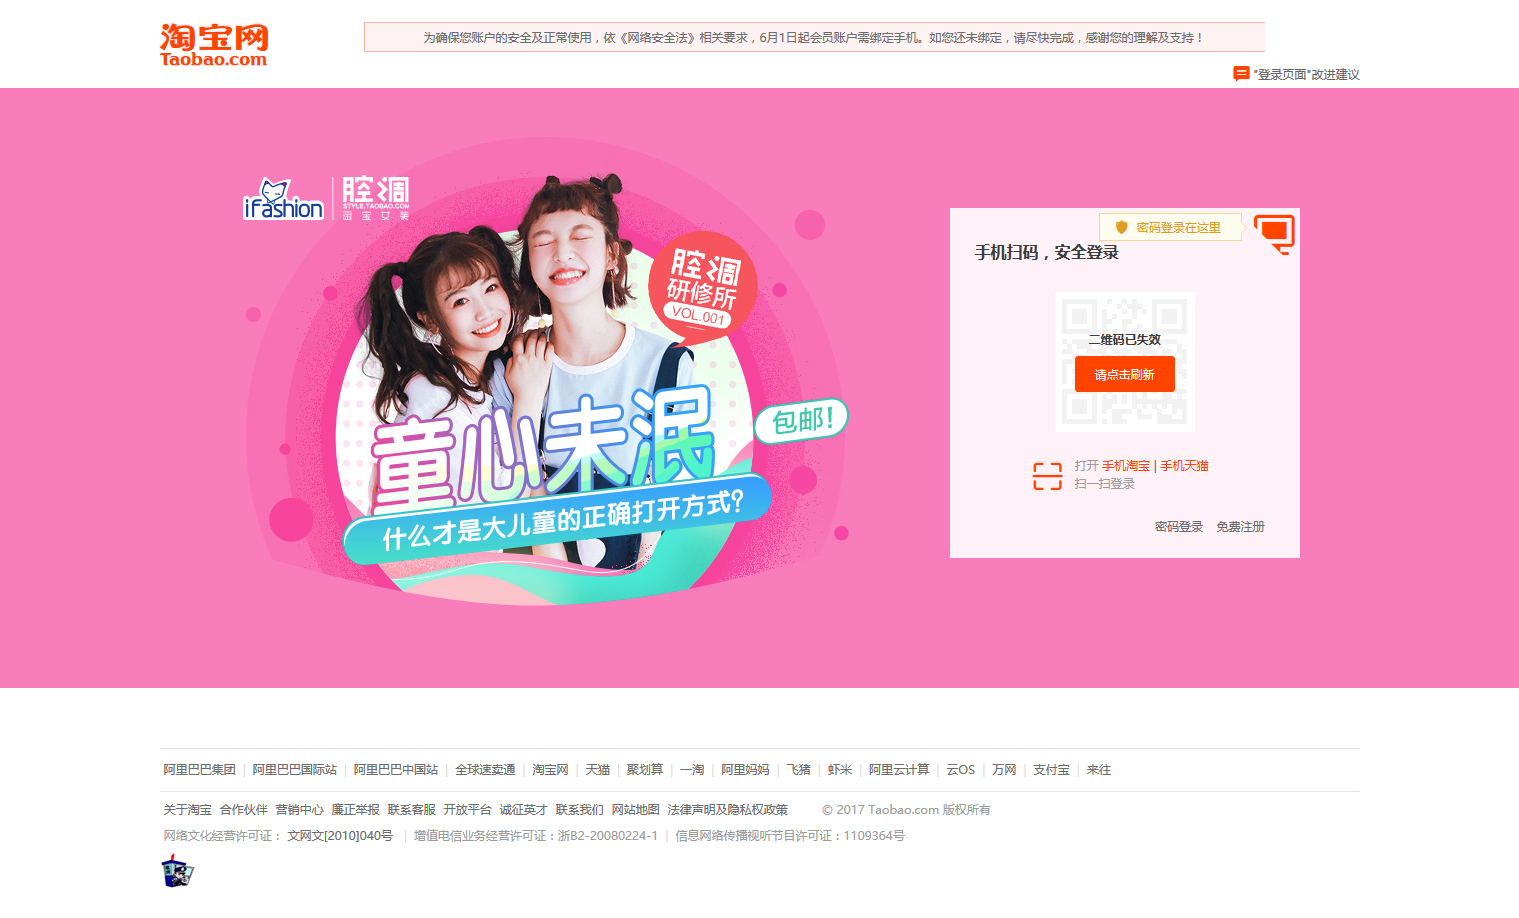 淘宝网
Taobao.com
为确保您账户的安全及正常使用，依《网络安全法》相关要求，6月1日起会员账户需绑定手机。如您还未绑定，请尽快完成，感谢您的理解及支持！
"登录页面"改进建议
iFashion
腔调
STYLE.TAOBAO.COM
淘宝女装
腔调
研修所
VOL.001
童心未泯
包邮!
什么才是大儿童的正确打开方式?
密码登录在这里
手机扫码，安全登录
二维码已失效
请点击刷新
打开 手机淘宝 | 手机天猫
扫一扫登录
密码登录 免费注册
阿里巴巴集团 | 阿里巴巴国际站 | 阿里巴巴中国站 | 全球速卖通 | 淘宝网 | 天猫 | 聚划算 | 一淘 | 阿里妈妈 | 飞猪 | 虾米 | 阿里云计算 | 云OS | 万网 | 支付宝 | 来往
关于淘宝 合作伙伴 营销中心 廉正举报 联系客服 开放平台 诚征英才 联系我们 网站地图 法律声明及隐私权政策 © 2017 Taobao.com 版权所有
网络文化经营许可证： 文网文[2010]040号 | 增值电信业务经营许可证：浙B2-20080224-1 | 信息网络传播视听节目许可证：1109364号